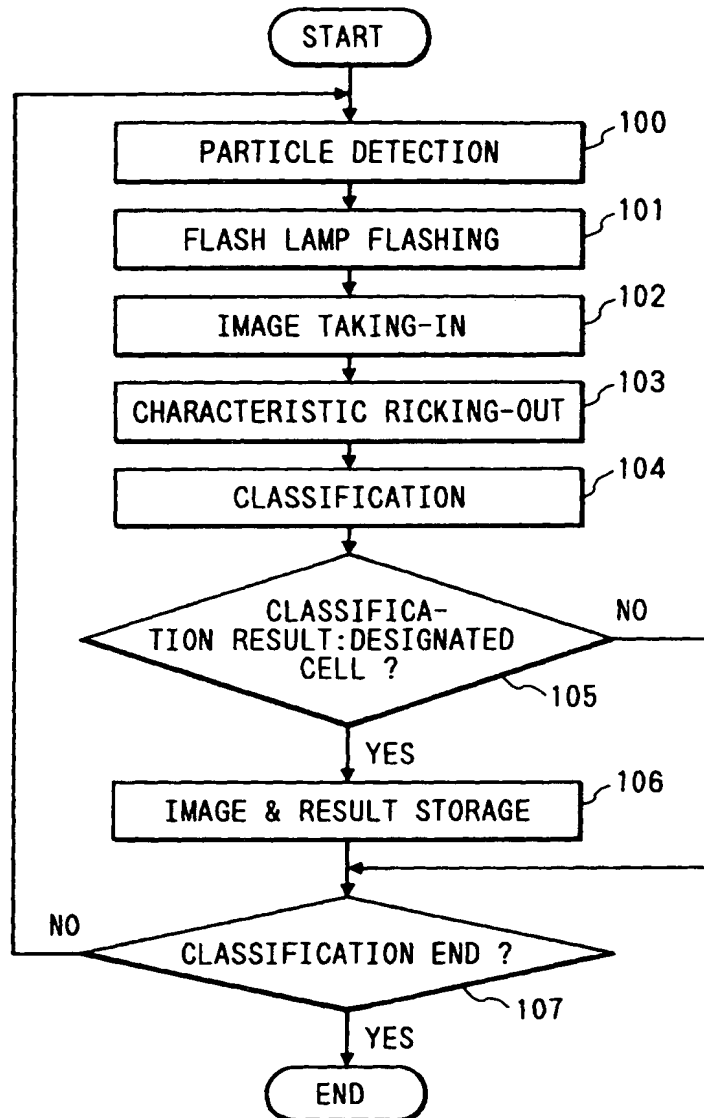 START
PARTICLE DETECTION
100
FLASH LAMP FLASHING
101
IMAGE TAKING-IN
102
CHARACTERISTIC RICKING-OUT
103
CLASSIFICATION
104
CLASSIFICA-
TION RESULT:DESIGNATED
CELL ?
NO
105
YES
IMAGE & RESULT STORAGE
106
NO
CLASSIFICATION END ?
107
YES
END